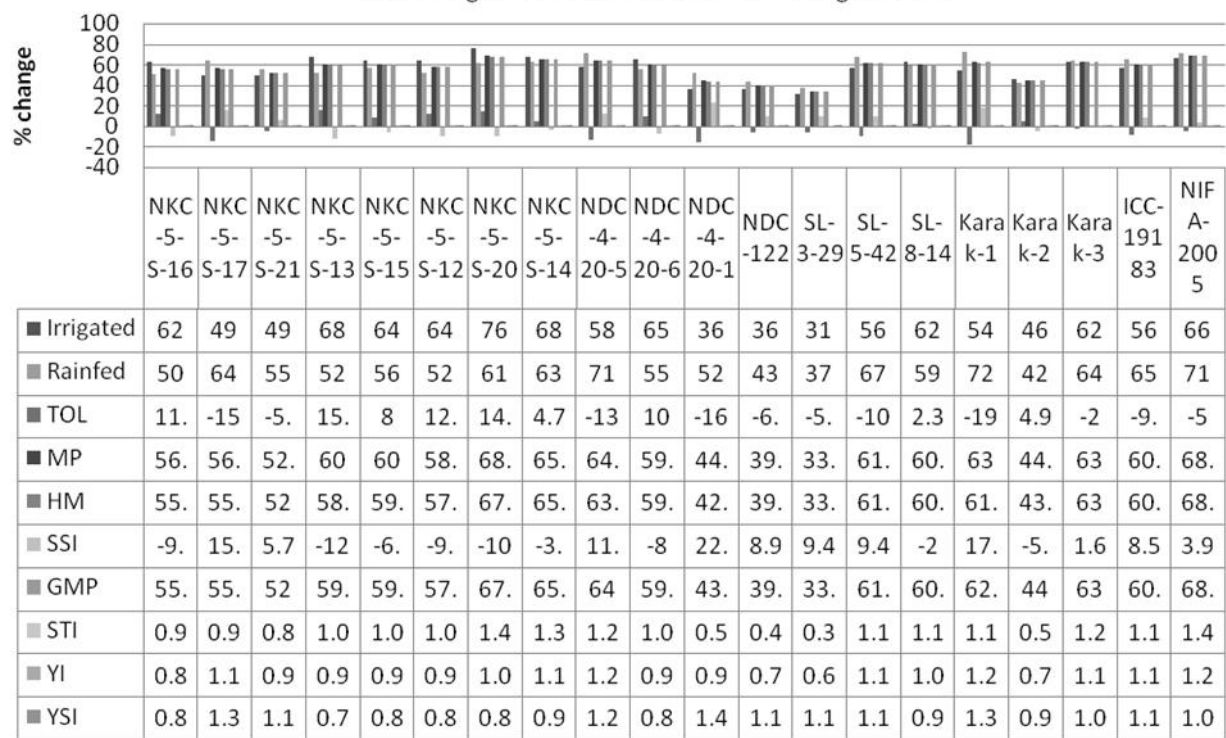 100
80
60
40
20
0
-20
-40
% change
NKC-5-S-16 NKC-5-S-17 NKC-5-S-21 NKC-5-S-13 NKC-5-S-15 NKC-5-S-12 NKC-5-S-20 NKC-5-S-14 NDC-4-20-5 NDC-4-20-6 NDC-4-20-1 NDC-122 SL-3-29 SL-5-42 SL-8-14 Karak-1 Karak-2 Karak-3 ICC-19183 NIFA-2005
Irrigated 62 49 49 68 64 64 76 68 58 65 36 36 31 56 62 54 46 62 56 66
Rainfed 50 64 55 52 56 52 61 63 71 55 52 43 37 67 59 72 42 64 65 71
TOL 11. -15 -5. 15. 8 12. 14. 4.7 -13 10 -16 -6. -5. -10 2.3 -19 4.9 -2 -9. -5
MP 56. 56. 52. 60 60 58. 68. 65. 64. 59. 44. 39. 33. 61. 60. 63 44. 63 60. 68.
HM 55. 55. 52 58. 59. 57. 67. 65. 63. 59. 42. 39. 33. 61. 60. 61. 43. 63 60. 68.
SSI -9. 15. 5.7 -12 -6. -9. -10 -3. 11. -8 22. 8.9 9.4 9.4 -2 17. -5. 1.6 8.5 3.9
GMP 55. 55. 52 59. 59. 57. 67. 65. 64 59. 43. 39. 33. 61. 60. 62. 44 63 60. 68.
STI 0.9 0.9 0.8 1.0 1.0 1.0 1.4 1.3 1.2 1.0 0.5 0.4 0.3 1.1 1.1 1.1 0.5 1.2 1.1 1.4
YI 0.8 1.1 0.9 0.9 0.9 0.9 1.0 1.1 1.2 0.9 0.9 0.7 0.6 1.1 1.0 1.2 0.7 1.1 1.1 1.2
YSI 0.8 1.3 1.1 0.7 0.8 0.8 0.8 0.9 1.2 0.8 1.4 1.1 1.1 1.1 0.9 1.3 0.9 1.0 1.1 1.0